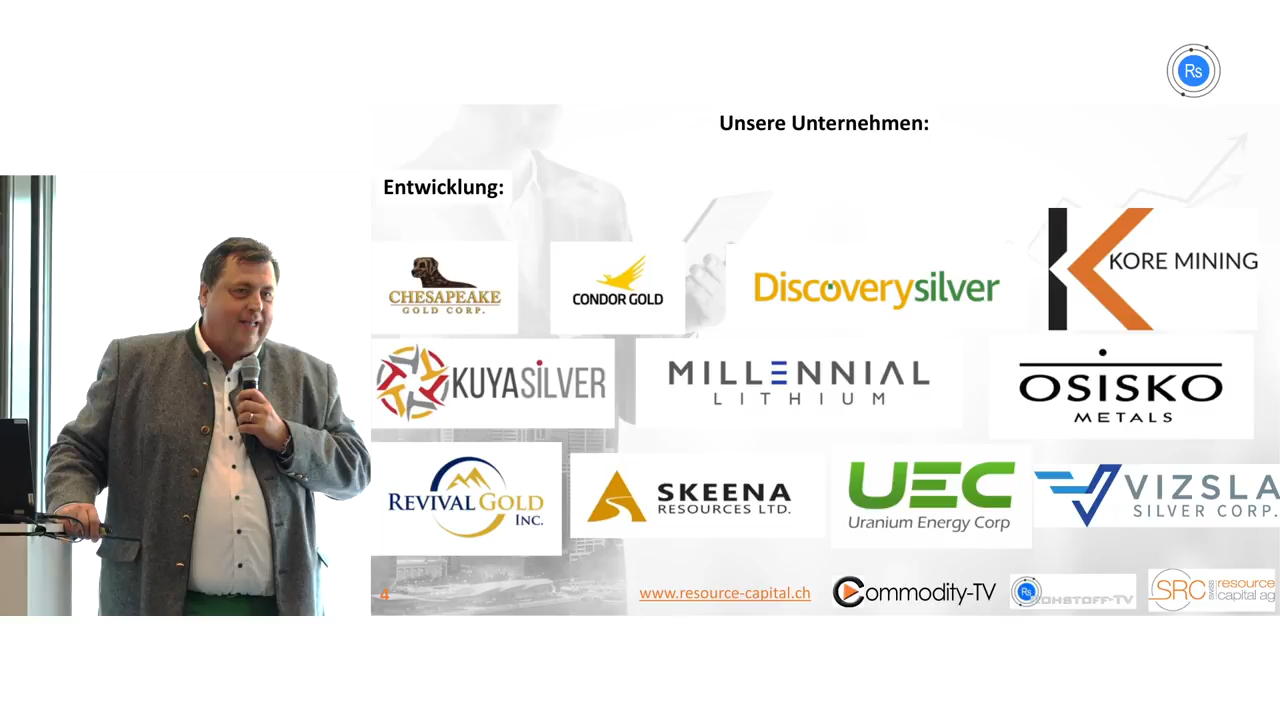 Rs
Unsere Unternehmen:
Entwicklung:
CHESAPEAKE
GOLD CORP.
CONDOR GOLD
Discoverysilver
KORE MINING
KUYASILVER
MILLENNIAL
LITHIUM
OSISKO
METALS
REVIVAL GOLD
INC.
SKEENA
RESOURCES LTD.
UEC
Uranium Energy Corp
VIZSLA
SILVER CORP.
4
www.resource-capital.ch
Commodity-TV
Rs
ROHSTOFF-TV
SRC
swiss
resource
capital ag